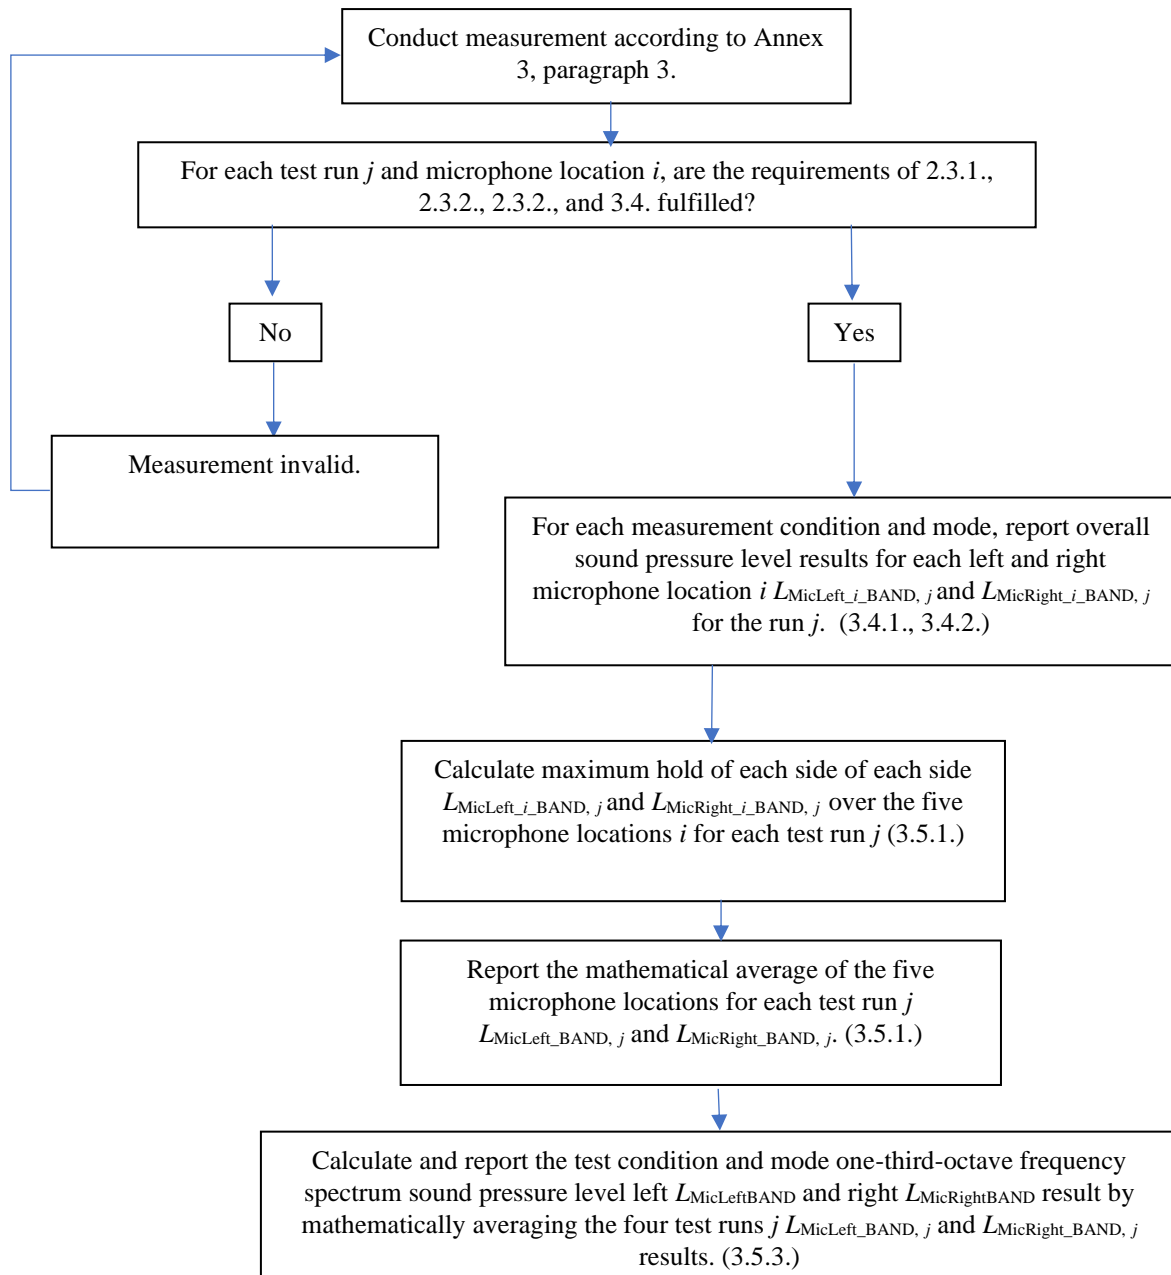 Conduct measurement according to Annex
3, paragraph 3.
For each test run j and microphone location i, are the requirements of 2.3.1.,
2.3.2., 2.3.2., and 3.4. fulfilled?
No
Yes
Measurement invalid.
For each measurement condition and mode, report overall
sound pressure level results for each left and right
microphone location i LMicLeft_i_BAND, j and LMicRight_i_BAND, j
for the run j. (3.4.1., 3.4.2.)
Calculate maximum hold of each side of each side
LMicLeft_i_BAND, j and LMicRight_i_BAND, j over the five
microphone locations i for each test run j (3.5.1.)
Report the mathematical average of the five
microphone locations for each test run j
LMicLeft_BAND, j and LMicRight_BAND, j. (3.5.1.)
Calculate and report the test condition and mode one-third-octave frequency
spectrum sound pressure level left LMicLeftBAND and right LMicRightBAND result by
mathematically averaging the four test runs j LMicLeft_BAND, j and LMicRight_BAND, j
results. (3.5.3.)